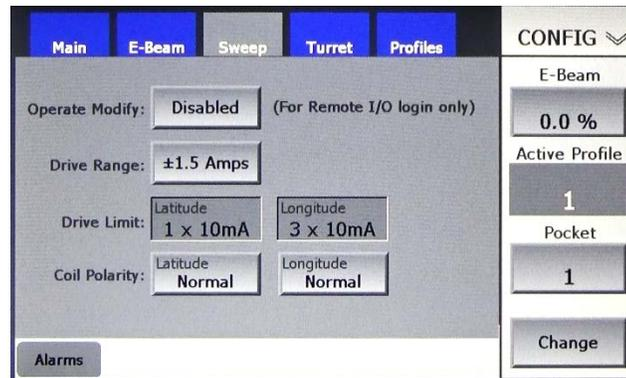 Main E-Beam Sweep Turret Profiles
Operate Modify: Disabled (For Remote I/O login only)
Drive Range: ±1.5 Amps
Drive Limit: Latitude 1 x 10mA Longitude 3 x 10mA
Coil Polarity: Latitude Normal Longitude Normal
Alarms
CONFIG
E-Beam
0.0 %
Active Profile
1
Pocket
1
Change